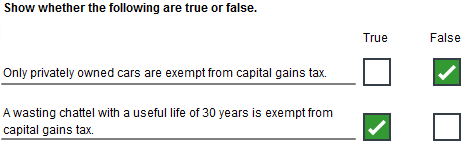 Show whether the following are true or false.
True False
Only privately owned cars are exempt from capital gains tax.
A wasting chattel with a useful life of 30 years is exempt from
capital gains tax.